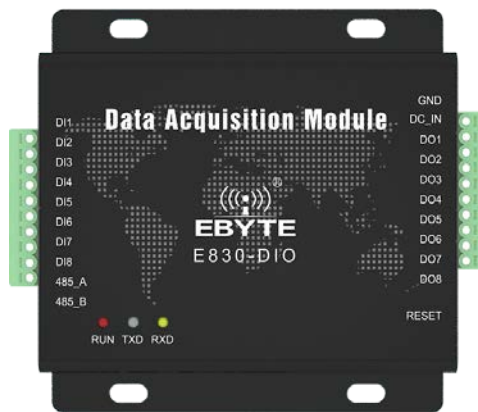 Data Acquisition Module
DI1
DI2
DI3
DI4
DI5
DI6
DI7
DI8
485_A
485_B
®
EBYTE
E830-DIO
GND
DC_IN
DO1
DO2
DO3
DO4
DO5
DO6
DO7
DO8
RESET
RUN TXD RXD